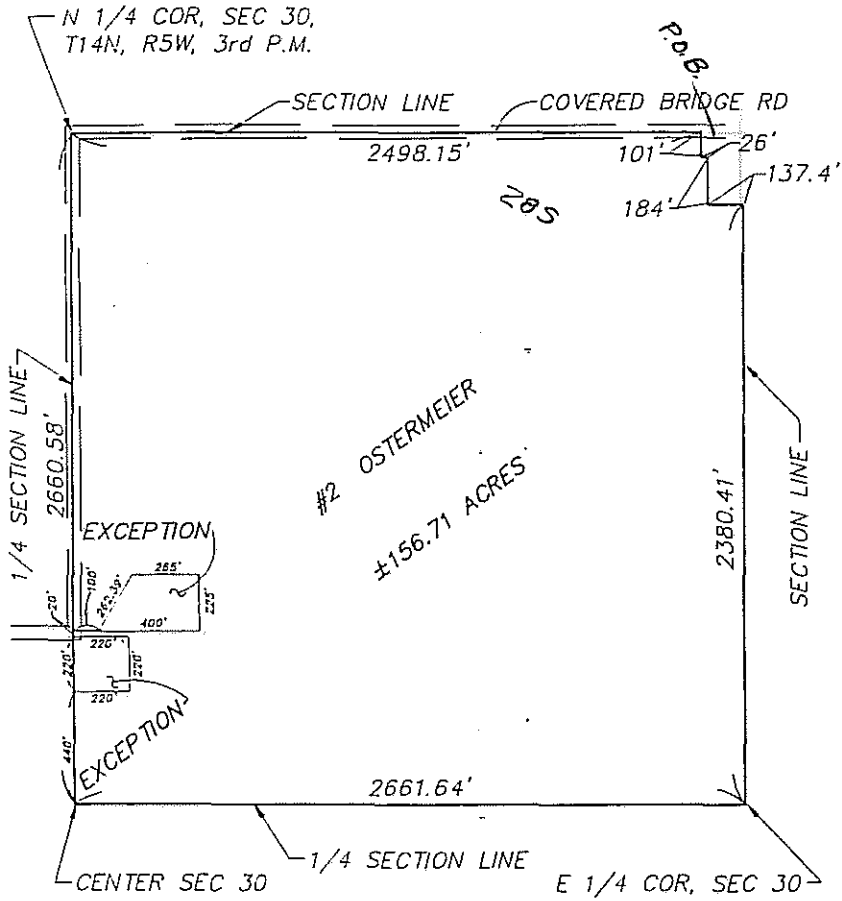 N 1/4 COR, SEC 30,
T14N, R5W, 3rd P.M.
P.O.B.
SECTION LINE
COVERED BRIDGE RD
2498.15'
101'
26'
137.4'
184'
Z8S
1/4 SECTION LINE
2660.58'
#2 OSTERMEIER
±156.71 ACRES
2380.41'
SECTION LINE
EXCEPTION
265'
20'
100'
225'
400'
220'
220'
220'
220'
440'
EXCEPTION
2661.64'
1/4 SECTION LINE
CENTER SEC 30
E 1/4 COR, SEC 30